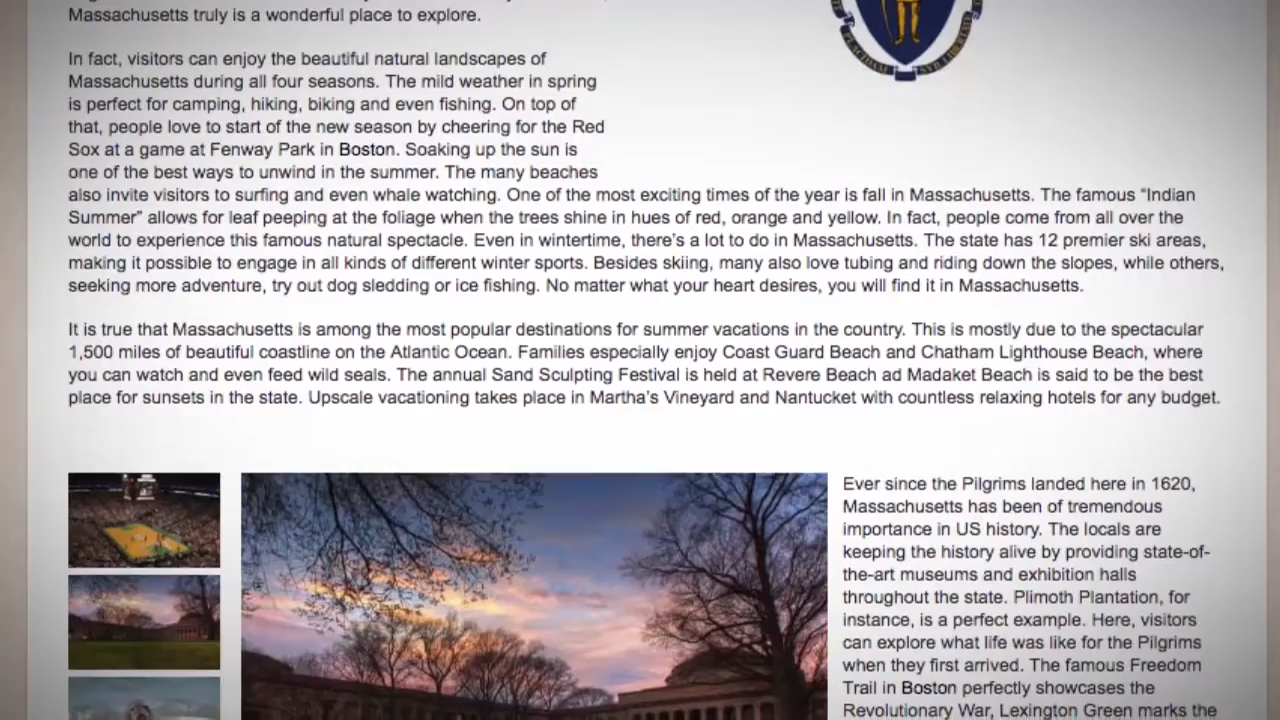 Massachusetts truly is a wonderful place to explore.
In fact, visitors can enjoy the beautiful natural landscapes of
Massachusetts during all four seasons. The mild weather in spring
is perfect for camping, hiking, biking and even fishing. On top of
that, people love to start of the new season by cheering for the Red
Sox at a game at Fenway Park in Boston. Soaking up the sun is
one of the best ways to unwind in the summer. The many beaches
also invite visitors to surfing and even whale watching. One of the most exciting times of the year is fall in Massachusetts. The famous “Indian
Summer” allows for leaf peeping at the foliage when the trees shine in hues of red, orange and yellow. In fact, people come from all over the
world to experience this famous natural spectacle. Even in wintertime, there’s a lot to do in Massachusetts. The state has 12 premier ski areas,
making it possible to engage in all kinds of different winter sports. Besides skiing, many also love tubing and riding down the slopes, while others,
seeking more adventure, try out dog sledding or ice fishing. No matter what your heart desires, you will find it in Massachusetts.
It is true that Massachusetts is among the most popular destinations for summer vacations in the country. This is mostly due to the spectacular
1,500 miles of beautiful coastline on the Atlantic Ocean. Families especially enjoy Coast Guard Beach and Chatham Lighthouse Beach, where
you can watch and even feed wild seals. The annual Sand Sculpting Festival is held at Revere Beach ad Madaket Beach is said to be the best
place for sunsets in the state. Upscale vacationing takes place in Martha’s Vineyard and Nantucket with countless relaxing hotels for any budget.
Ever since the Pilgrims landed here in 1620,
Massachusetts has been of tremendous
importance in US history. The locals are
keeping the history alive by providing state-of-
the-art museums and exhibition halls
throughout the state. Plimoth Plantation, for
instance, is a perfect example. Here, visitors
can explore what life was like for the Pilgrims
when they first arrived. The famous Freedom
Trail in Boston perfectly showcases the
Revolutionary War, Lexington Green marks the